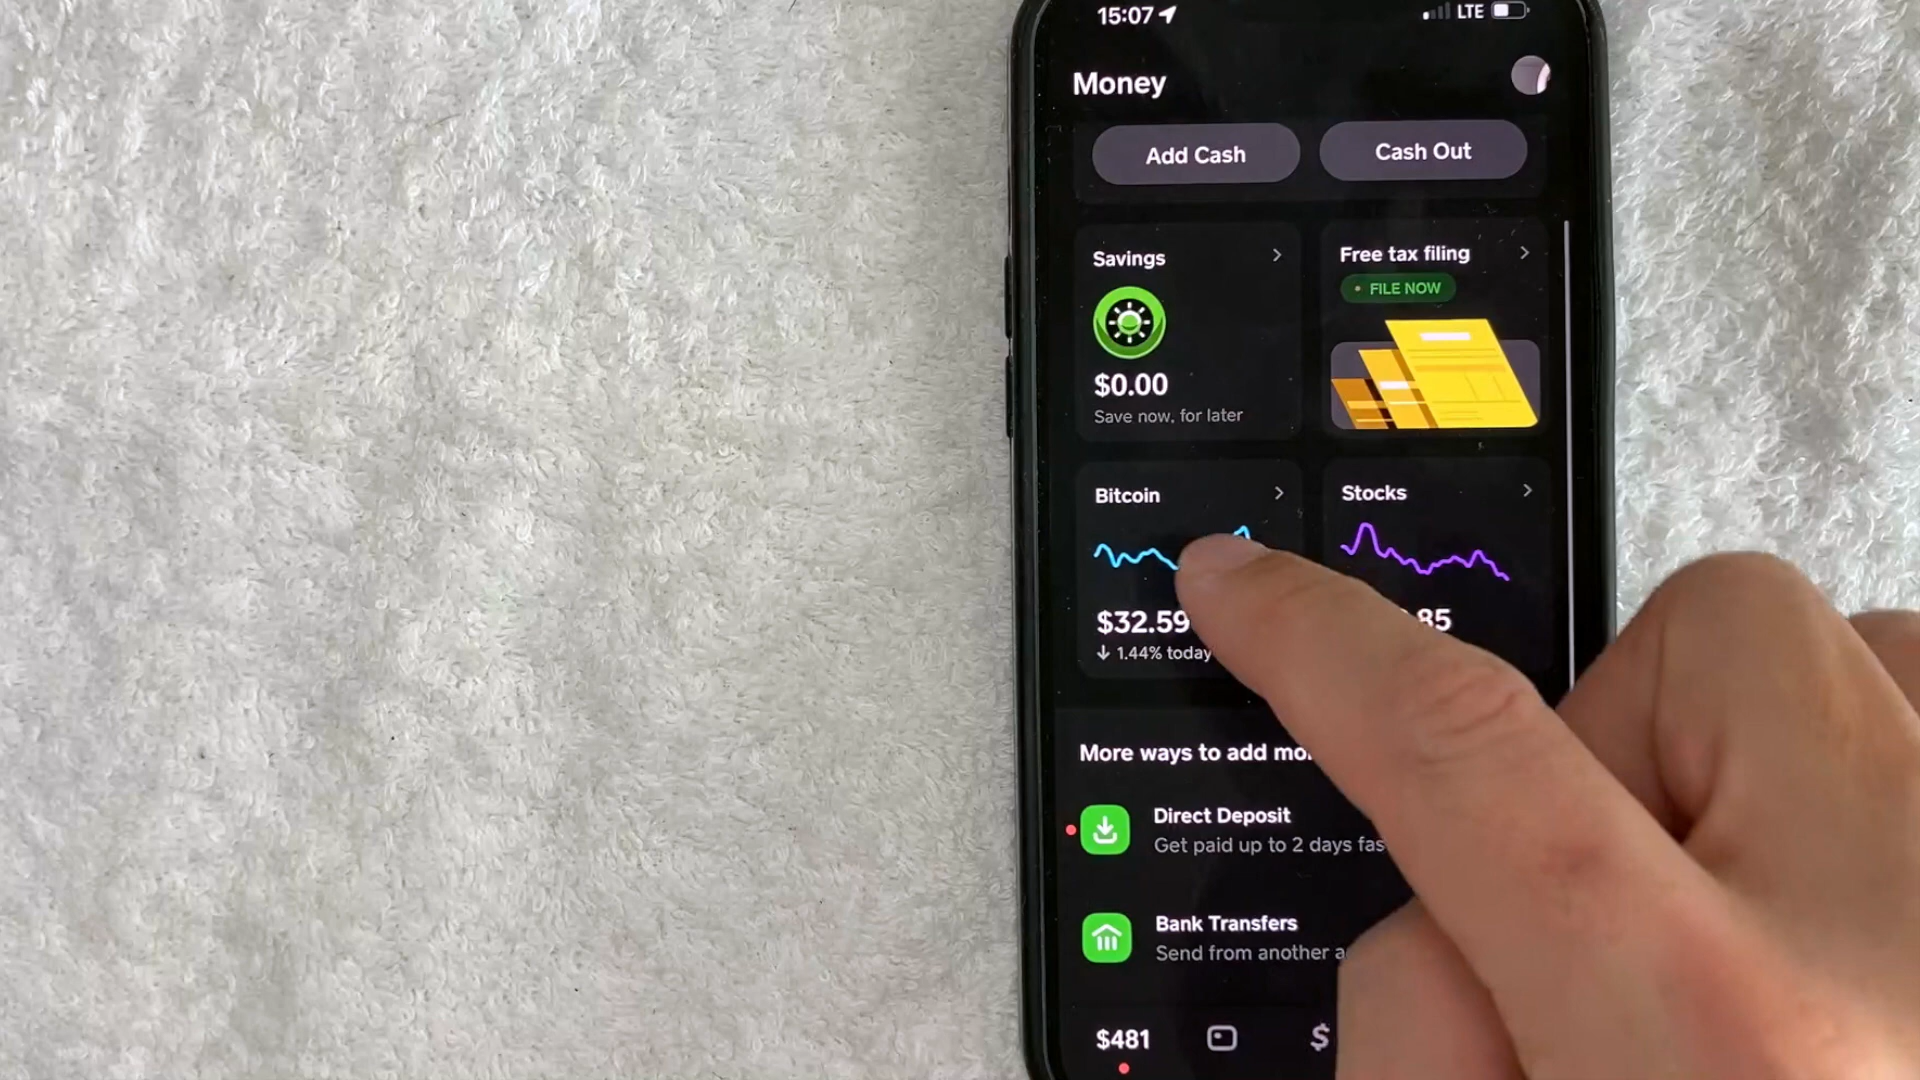 15:07
LTE
Money
Add Cash
Cash Out
Savings
$0.00
Save now, for later
Free tax filing
FILE NOW
Bitcoin
$32.59
↓ 1.44% today
Stocks
85
More ways to add
Direct Deposit
Get paid up to 2 days
Bank Transfers
Send from another
$481
$